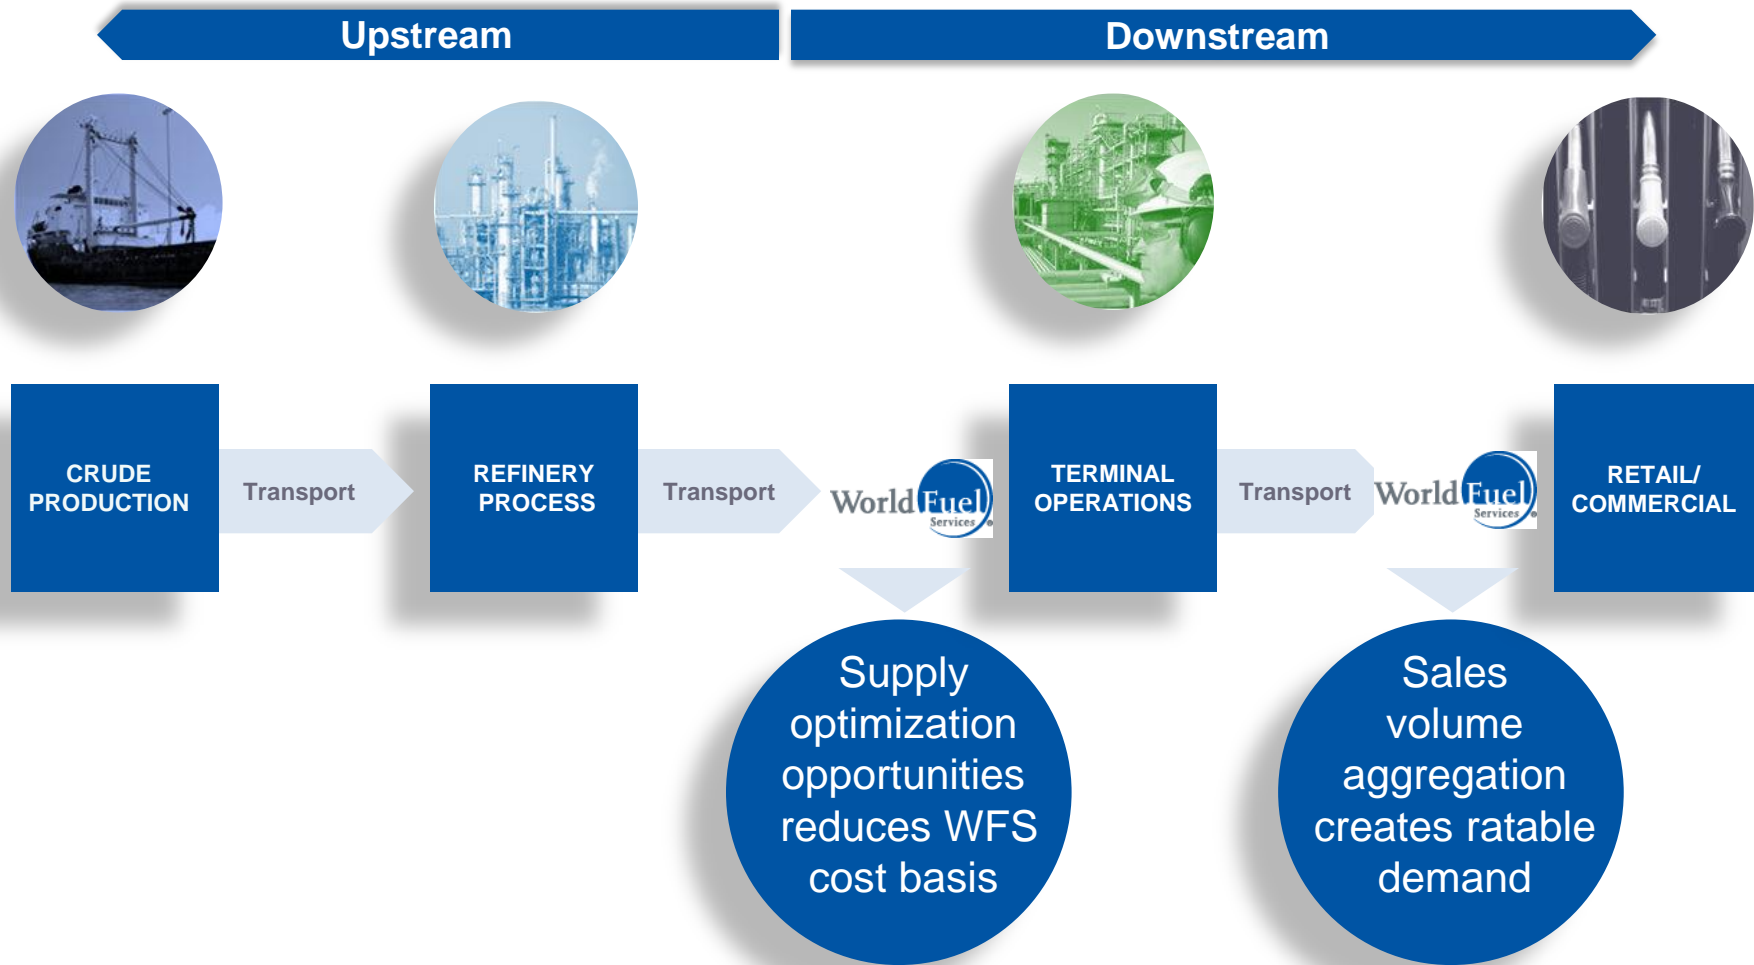 Upstream
Downstream
CRUDE
PRODUCTION
Transport
REFINERY
PROCESS
Transport
World Fuel
Services
TERMINAL
OPERATIONS
Transport
World Fuel
Services
RETAIL/
COMMERCIAL
Supply
optimization
opportunities
reduces WFS
cost basis
Sales
volume
aggregation
creates ratable
demand